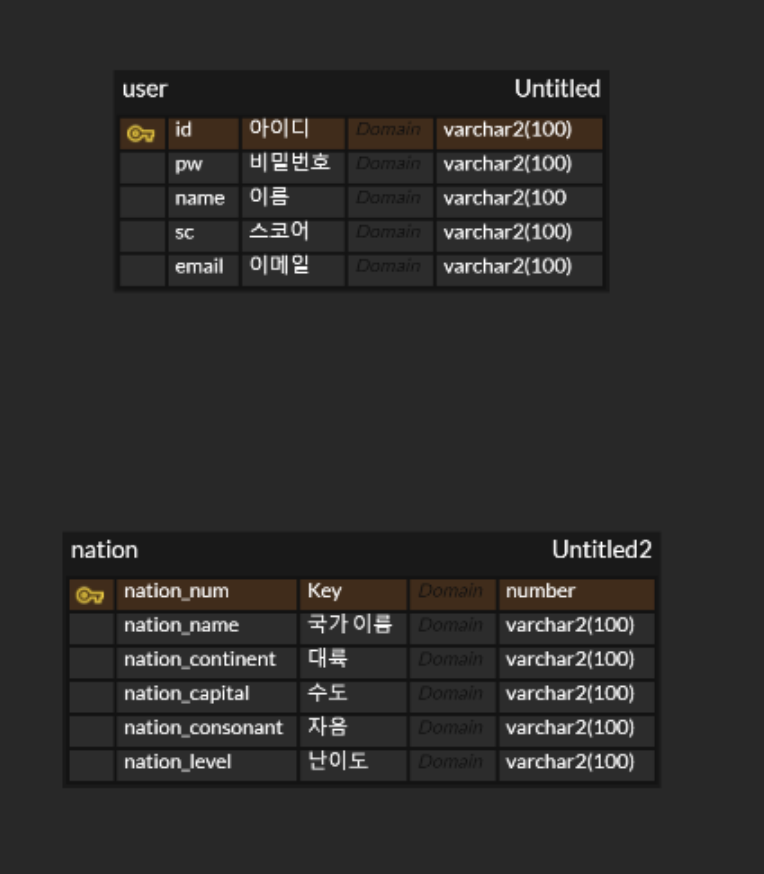 user Untitled
id 아이디 Domain varchar2(100)
pw 비밀번호 Domain varchar2(100)
name 이름 Domain varchar2(100
sc 스코어 Domain varchar2(100)
email 이메일 Domain varchar2(100)
nation Untitled2
nation_num Key Domain number
nation_name 국가 이름 Domain varchar2(100)
nation_continent 대륙 Domain varchar2(100)
nation_capital 수도 Domain varchar2(100)
nation_consonant 자음 Domain varchar2(100)
nation_level 난이도 Domain varchar2(100)